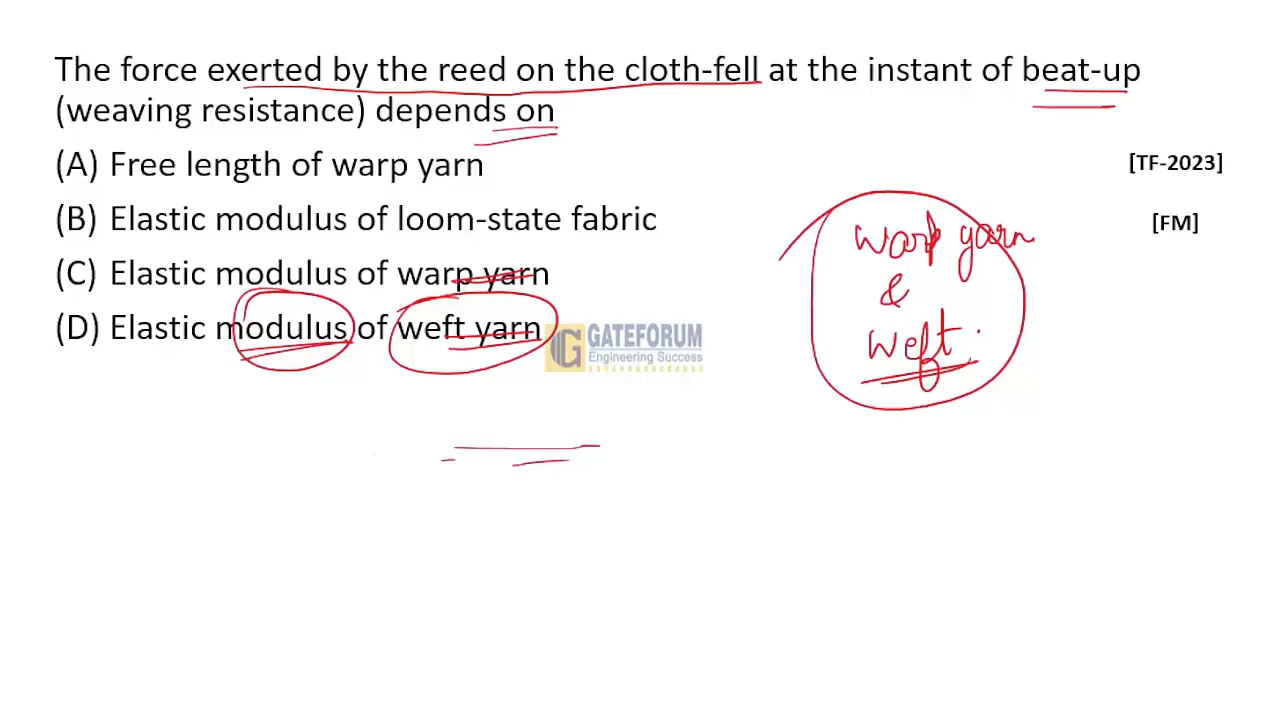 The force exerted by the reed on the cloth-fell at the instant of beat-up
(weaving resistance) depends on
(A) Free length of warp yarn
[TF-2023]
(B) Elastic modulus of loom-state fabric
[FM]
(C) Elastic modulus of warp yarn
(D) Elastic modulus of weft yarn
warp yarn
&
weft
GATEFORUM
Engineering Success